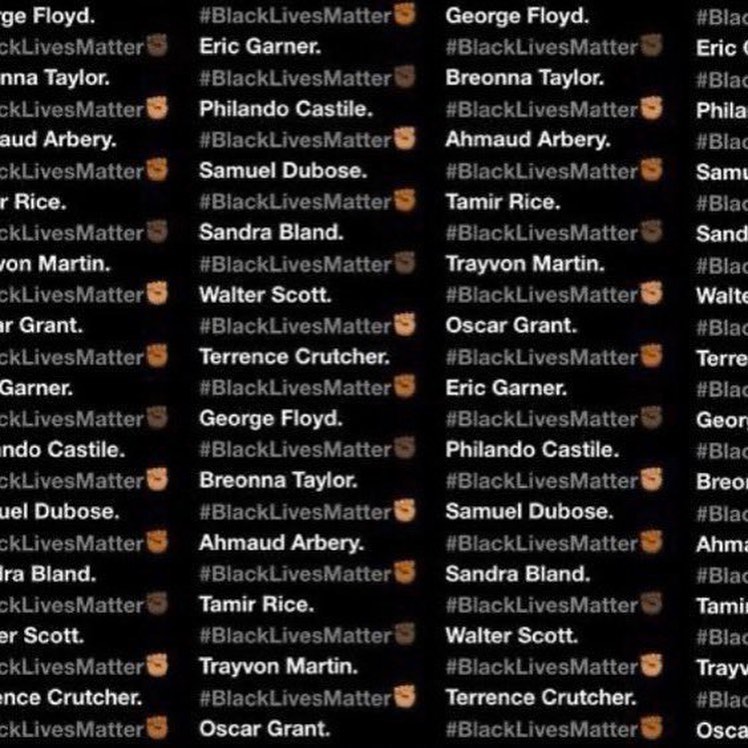 rge Floyd.
ckLivesMatter✊🏿
nna Taylor.
ckLivesMatter✊🏽
aud Arbery.
ckLivesMatter✊🏾
r Rice.
ckLivesMatter✊🏿
von Martin.
ckLivesMatter✊🏽
ar Grant.
ckLivesMatter✊🏾
Garner.
ckLivesMatter✊🏿
ando Castile.
ckLivesMatter✊🏽
uel Dubose.
ckLivesMatter✊🏾
dra Bland.
ckLivesMatter✊🏿
er Scott.
ckLivesMatter✊🏽
ence Crutcher.
ckLivesMatter✊🏾
#BlackLivesMatter✊🏾
Eric Garner.
#BlackLivesMatter✊🏿
Philando Castile.
#BlackLivesMatter✊🏽
Samuel Dubose.
#BlackLivesMatter✊🏾
Sandra Bland.
#BlackLivesMatter✊🏿
Walter Scott.
#BlackLivesMatter✊🏽
Terrence Crutcher.
#BlackLivesMatter✊🏾
George Floyd.
#BlackLivesMatter✊🏿
Breonna Taylor.
#BlackLivesMatter✊🏽
Ahmaud Arbery.
#BlackLivesMatter✊🏾
Tamir Rice.
#BlackLivesMatter✊🏿
Trayvon Martin.
#BlackLivesMatter✊🏽
Oscar Grant.
George Floyd.
#BlackLivesMatter✊🏿
Breonna Taylor.
#BlackLivesMatter✊🏽
Ahmaud Arbery.
#BlackLivesMatter✊🏾
Tamir Rice.
#BlackLivesMatter✊🏿
Trayvon Martin.
#BlackLivesMatter✊🏽
Oscar Grant.
#BlackLivesMatter✊🏾
Eric Garner.
#BlackLivesMatter✊🏿
Philando Castile.
#BlackLivesMatter✊🏽
Samuel Dubose.
#BlackLivesMatter✊🏾
Sandra Bland.
#BlackLivesMatter✊🏿
Walter Scott.
#BlackLivesMatter✊🏽
Terrence Crutcher.
#BlackLivesMatter✊🏾
#Blac
Eric G
#Blac
Phila
#Blac
Samu
#Blac
Sand
#Blac
Walte
#Blac
Terre
#Blac
Geor
#Blac
Breo
#Blac
Ahma
#Blac
Tami
#Blac
Trayv
#Blac
Osca